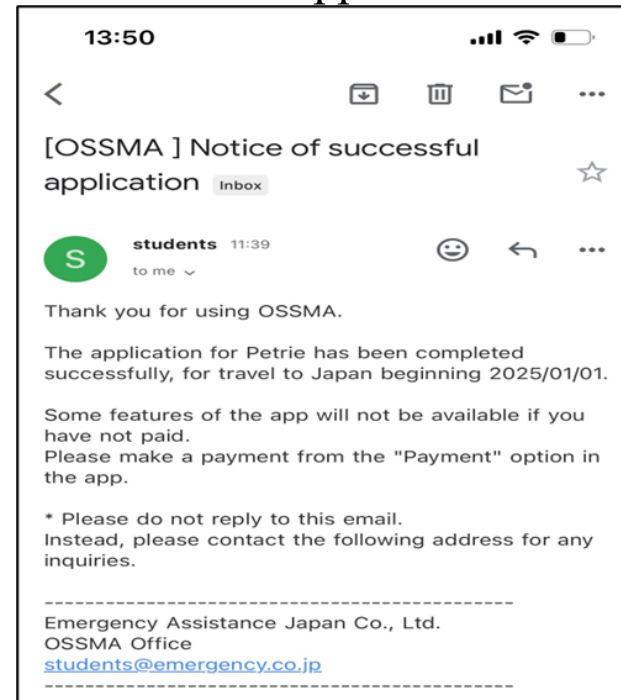 13:50
[OSSMA ] Notice of successful
application Inbox
S
students 11:39
to me
Thank you for using OSSMA.
The application for Petrie has been completed
successfully, for travel to Japan beginning 2025/01/01.
Some features of the app will not be available if you
have not paid.
Please make a payment from the "Payment" option in
the app.
* Please do not reply to this email.
Instead, please contact the following address for any
inquiries.
---------------------------------------------
Emergency Assistance Japan Co., Ltd.
OSSMA Office
students@emergency.co.jp
---------------------------------------------